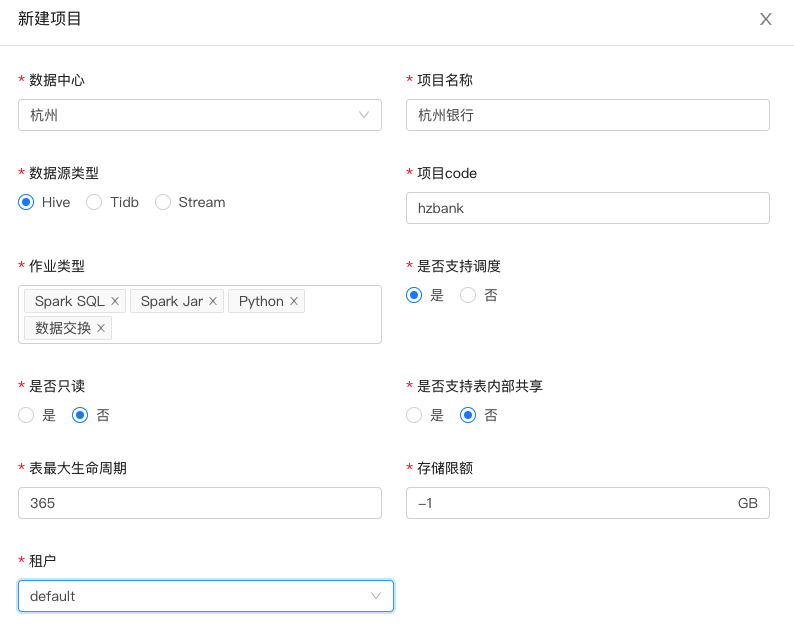 新建项目
* 数据中心
* 项目名称
杭州
杭州银行
* 数据源类型
* 项目code
Hive Tidb Stream
hzbank
* 作业类型
* 是否支持调度
Spark SQL Spark Jar Python
是 否
数据交换
* 是否只读
* 是否支持表内部共享
是 否
是 否
* 表最大生命周期
* 存储限额
365
-1 GB
* 租户
default